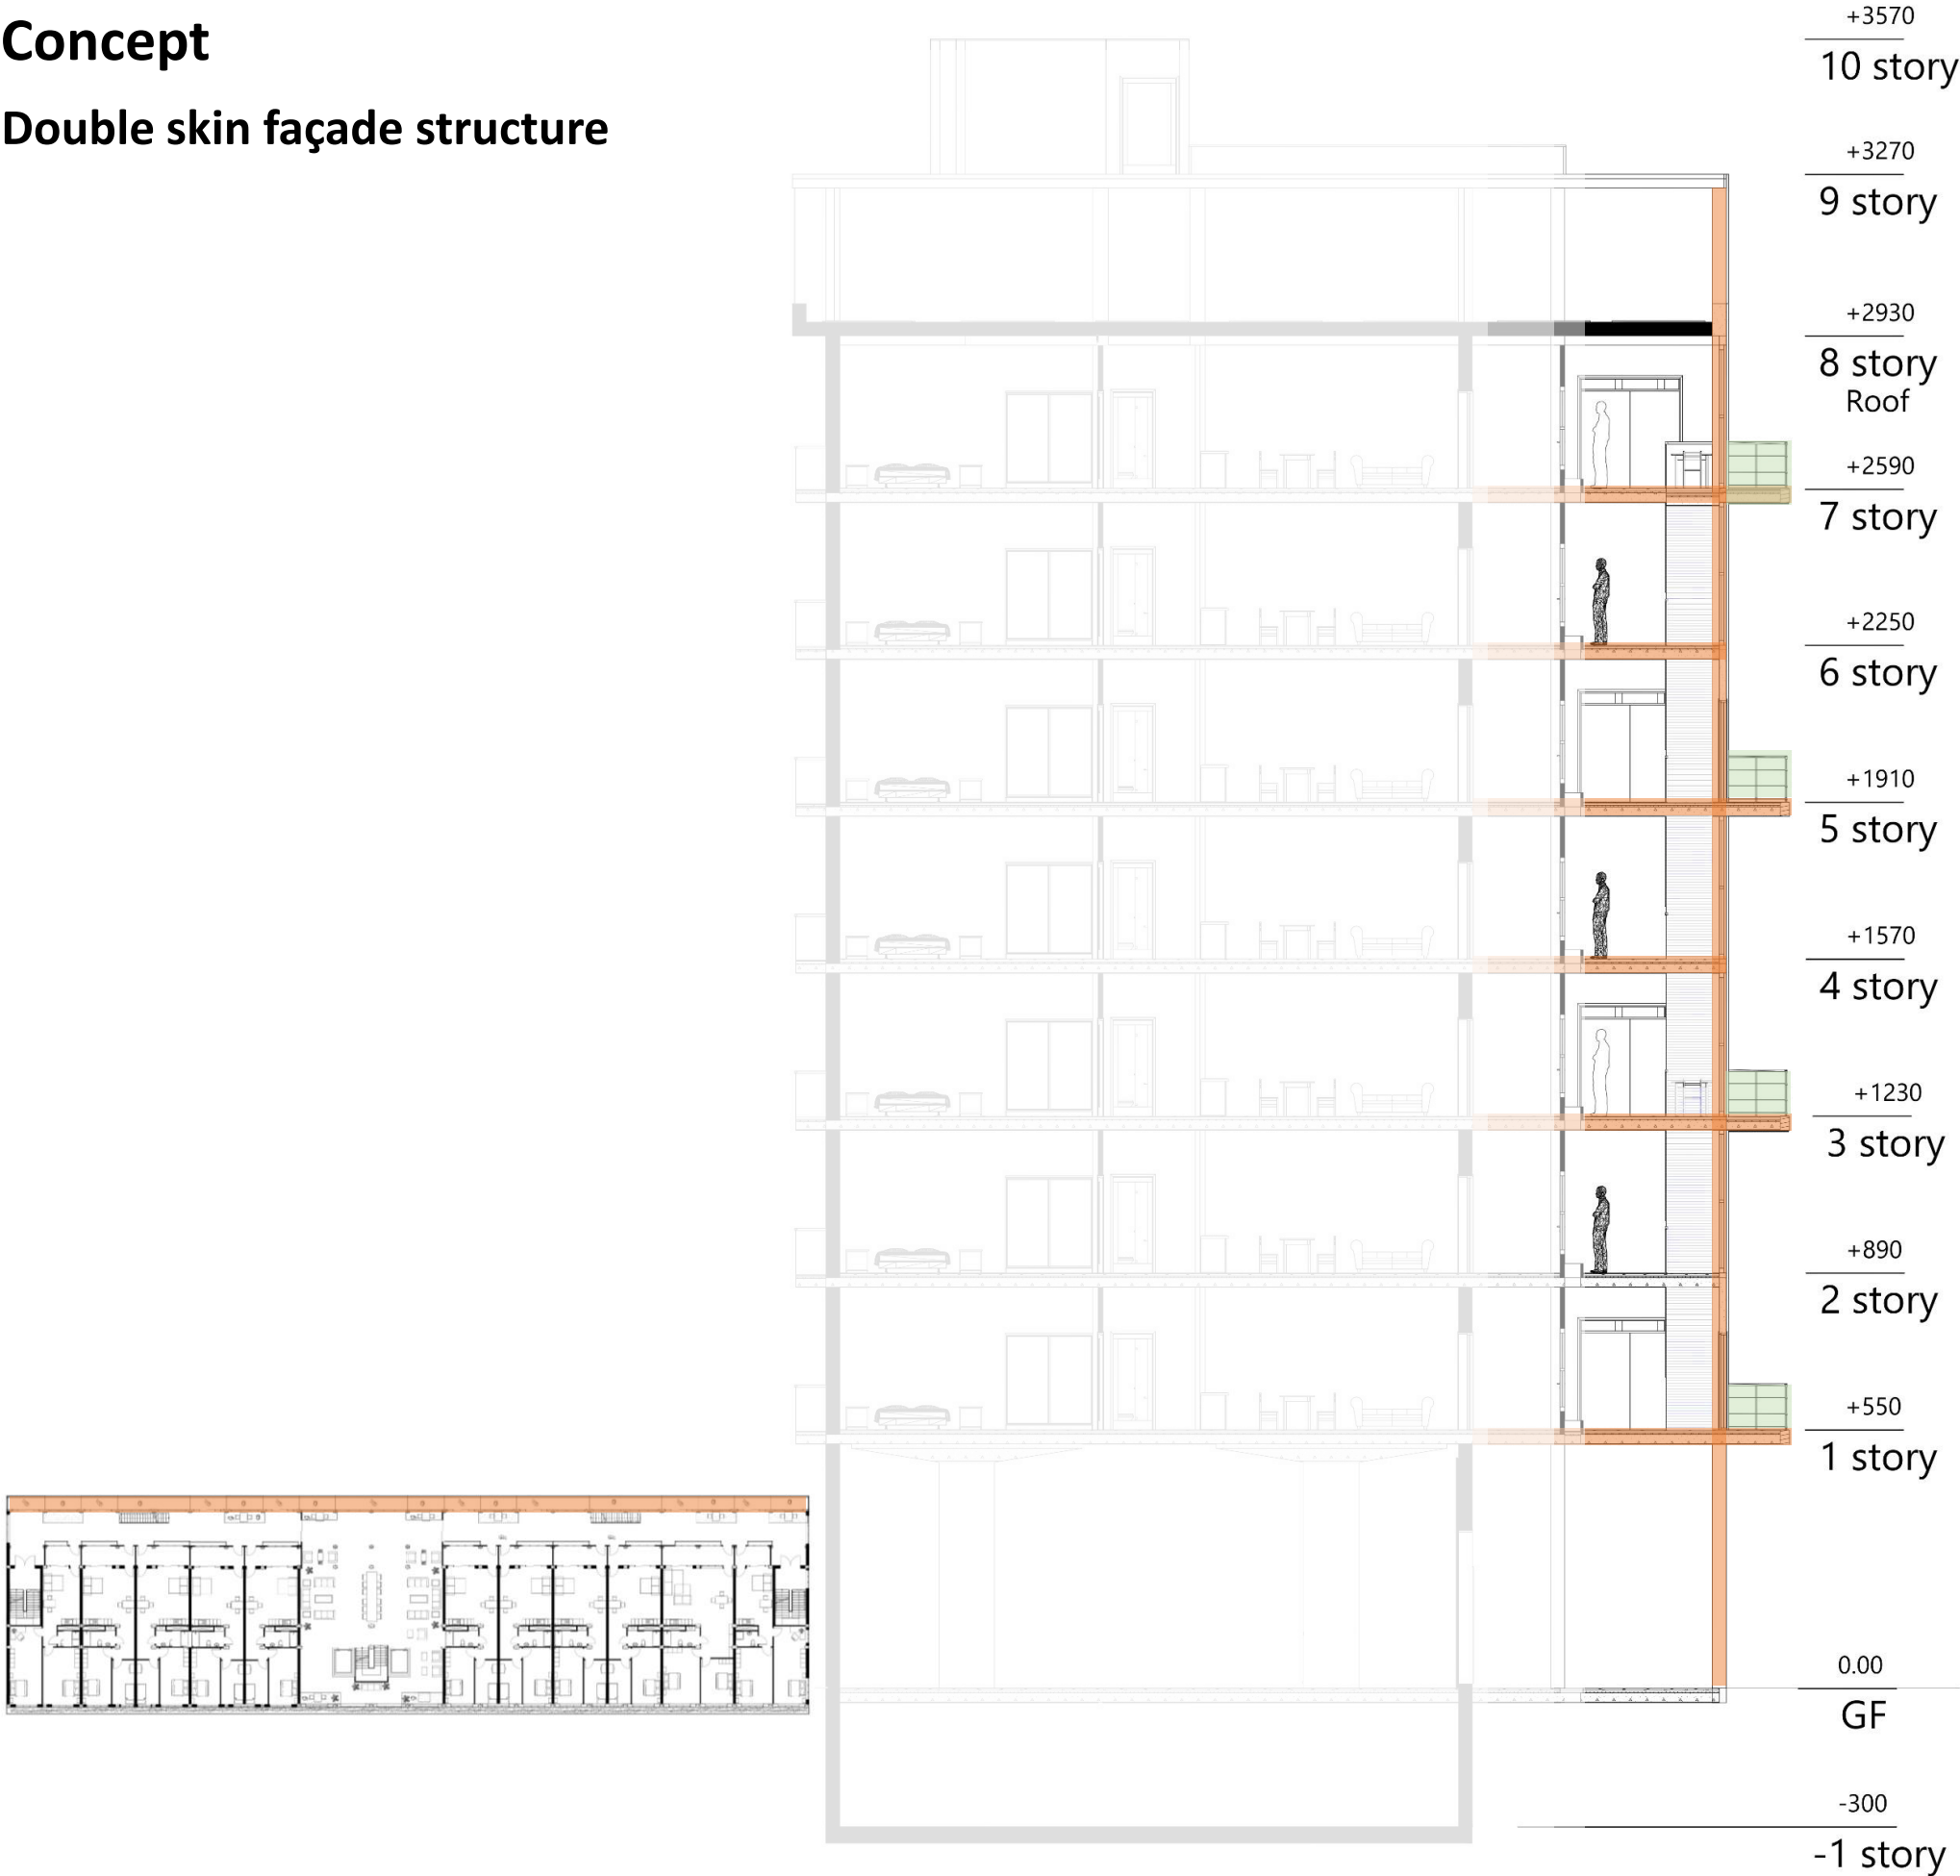 Concept
Double skin façade structure
+3570
10 story
+3270
9 story
+2930
8 story
Roof
+2590
7 story
+2250
6 story
+1910
5 story
+1570
4 story
+1230
3 story
+890
2 story
+550
1 story
0.00
GF
-300
-1 story